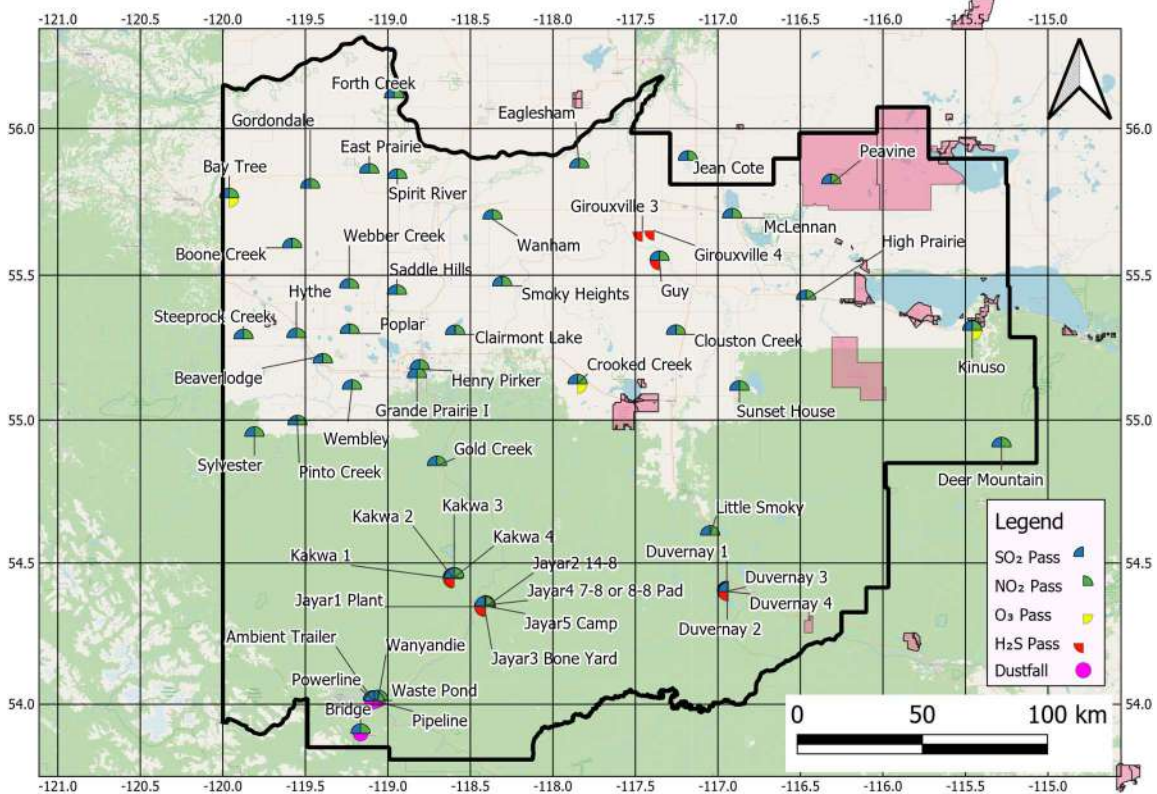 -121.0 -120.5 -120.0 -119.5 -119.0 -118.5 -118.0 -117.5 -117.0 -116.5 -116.0 -115.5 -115.0
Forth Creek
Eaglesham
Gordondale
56.0 56.0
East Prairie
Bay Tree
Peavine
Jean Cote
Spirit River
Girouxville 3
McLennan
Webber Creek
Wanham
High Prairie
Boone Creek
Girouxville 4
Saddle Hills
55.5 55.5
Hythe
Smoky Heights
Guy
Steeprock Creek
Poplar
Clairmont Lake
Clouston Creek
Crooked Creek
Kinuso
Beaverlodge
Henry Pirker
Grande Prairie I
Sunset House
55.0 55.0
Wembley
Gold Creek
Sylvester
Pinto Creek
Deer Mountain
Kakwa 3
Little Smoky
Kakwa 2
Legend
Kakwa 4
Duvernay 1
Kakwa 1
SO₂ Pass
54.5 54.5
Jayar2 14-8
Duvernay 3
NO₂ Pass
Jayar4 7-8 or 8-8 Pad
Jayar1 Plant
Duvernay 4
O₃ Pass
Jayar5 Camp
Duvernay 2
Ambient Trailer
Wanyandie
H₂S Pass
Jayar3 Bone Yard
Powerline
Waste Pond
Dustfall
54.0 54.0
Bridge
Pipeline
0 50 100 km
-121.0 -120.5 -120.0 -119.5 -119.0 -118.5 -118.0 -117.5 -117.0 -116.5 -116.0 -115.5 -115.0